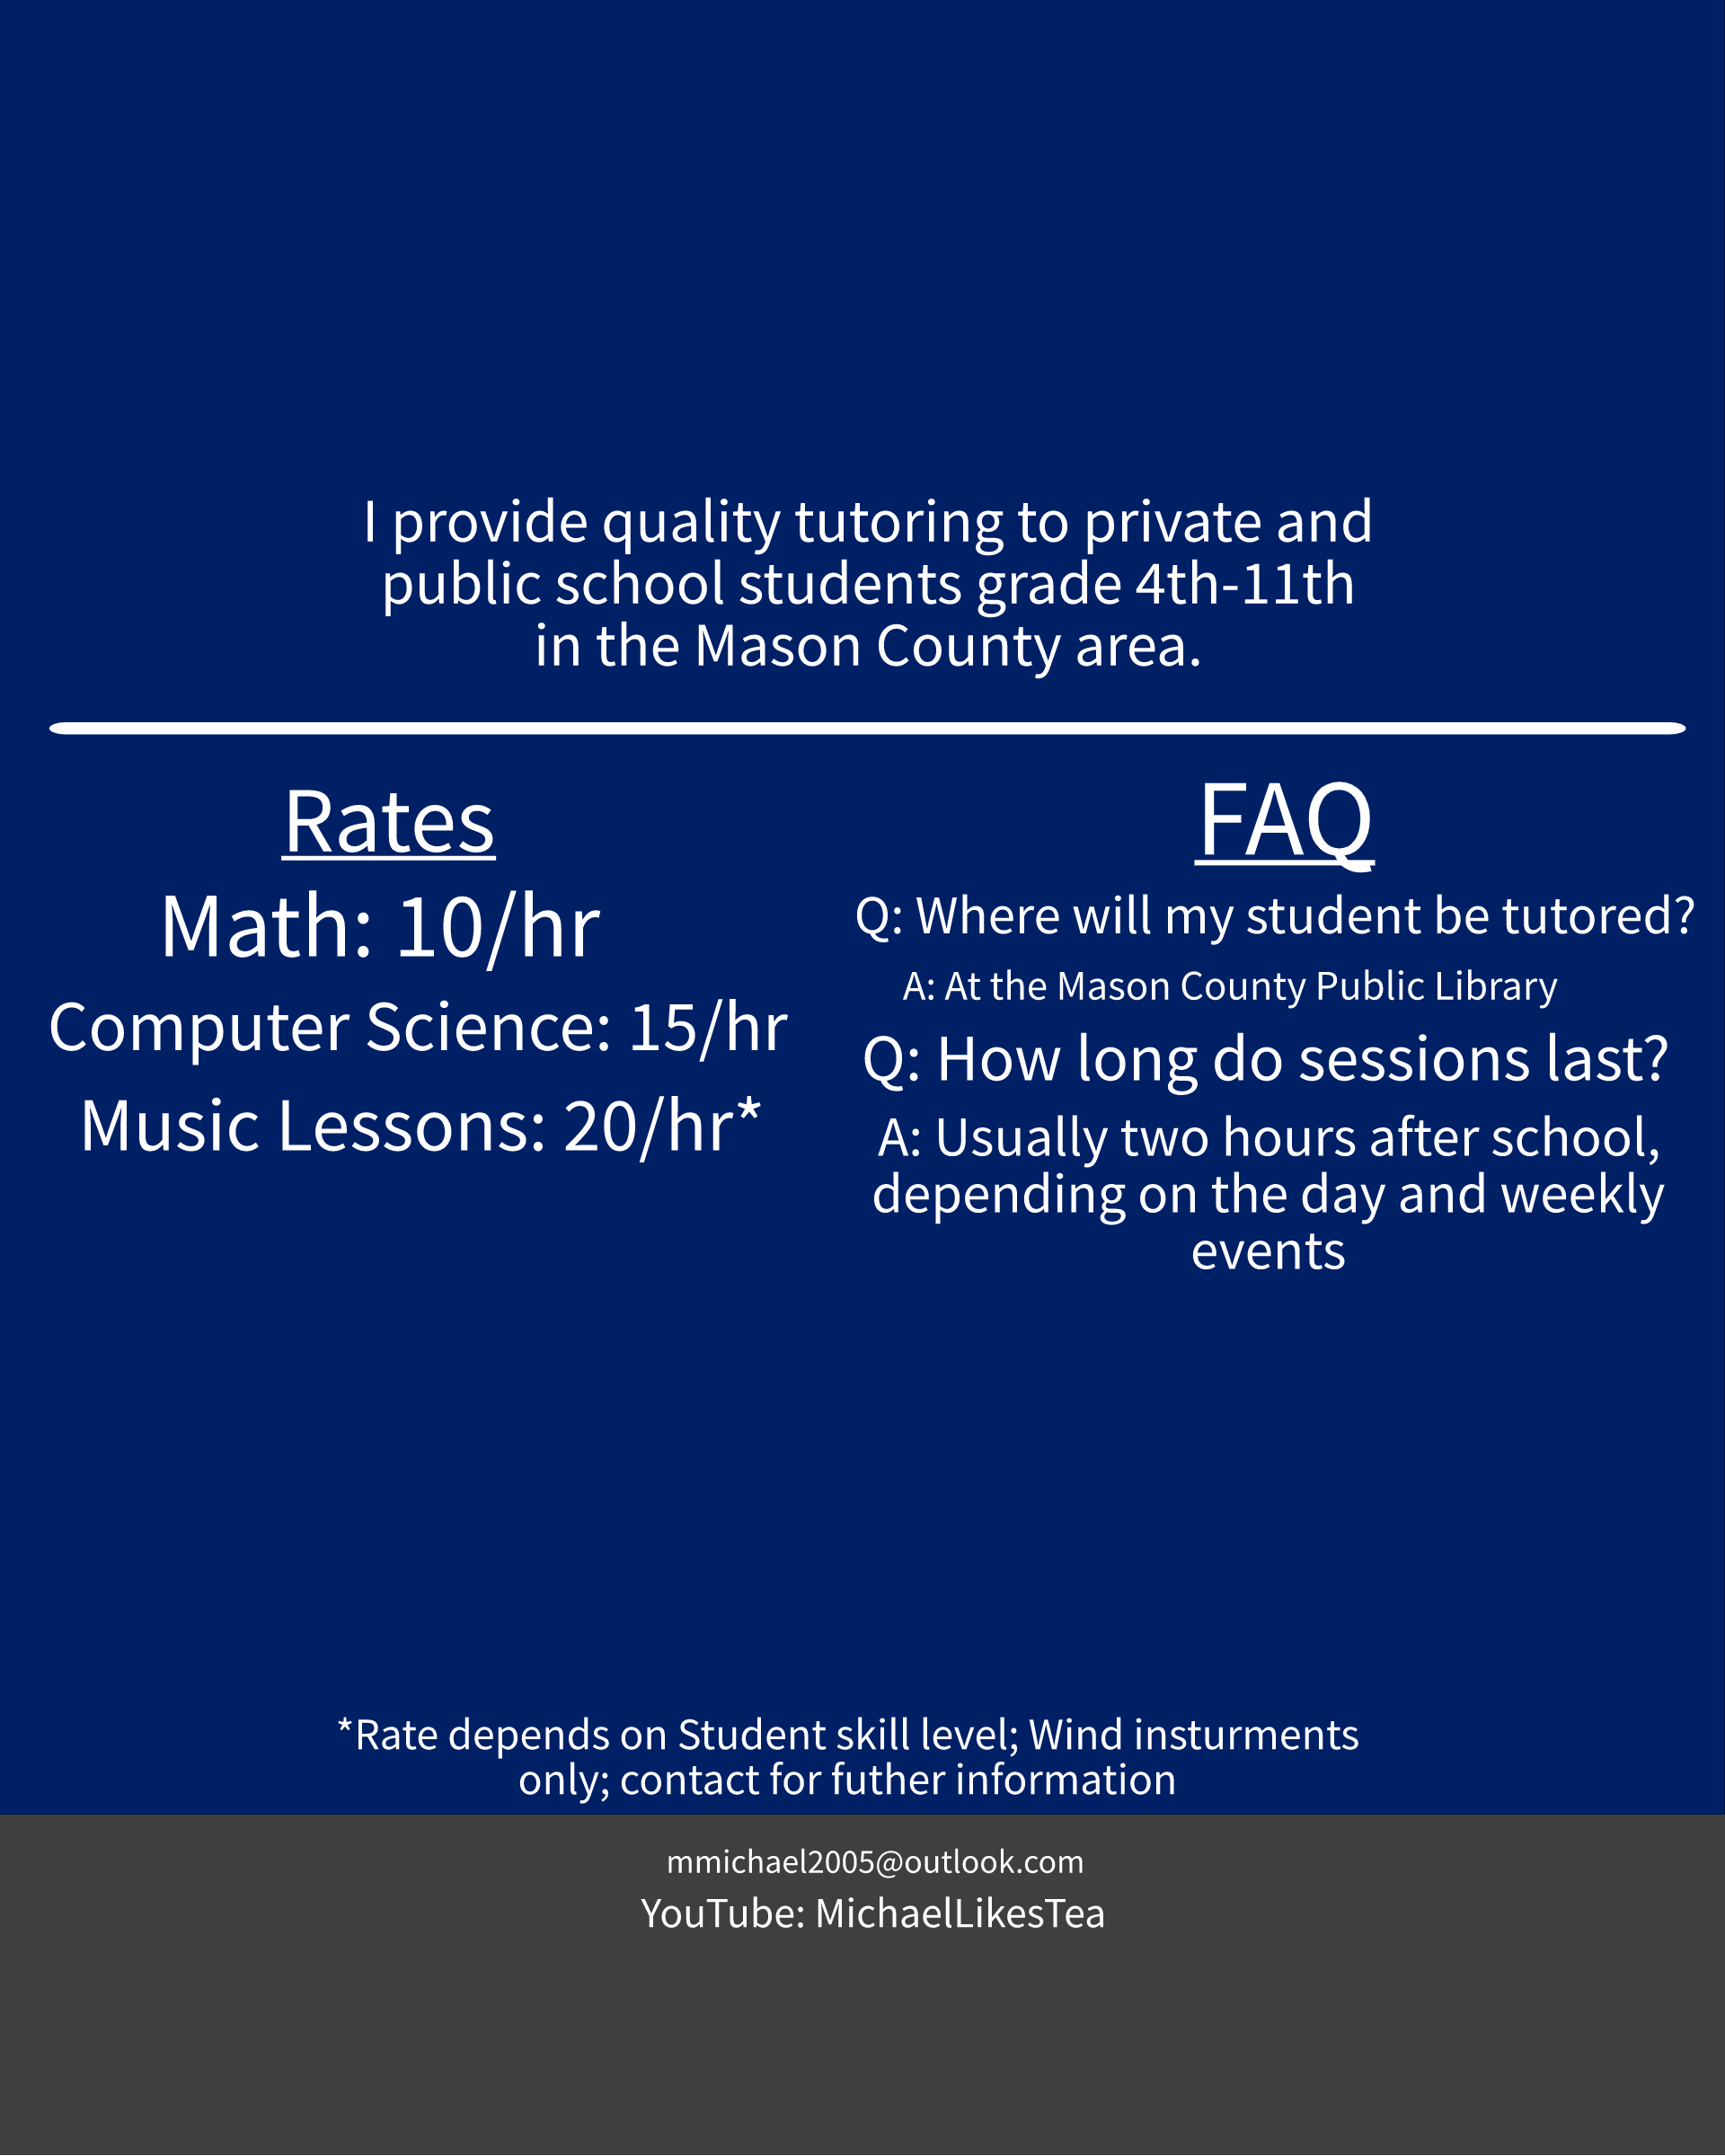 I provide quality tutoring to private and
public school students grade 4th-11th
in the Mason County area.
Rates
Math: 10/hr
Computer Science: 15/hr
Music Lessons: 20/hr*
FAQ
Q: Where will my student be tutored?
A: At the Mason County Public Library
Q: How long do sessions last?
A: Usually two hours after school,
depending on the day and weekly
events
*Rate depends on Student skill level; Wind insturments
only; contact for futher information
mmichael2005@outlook.com
YouTube: MichaelLikesTea